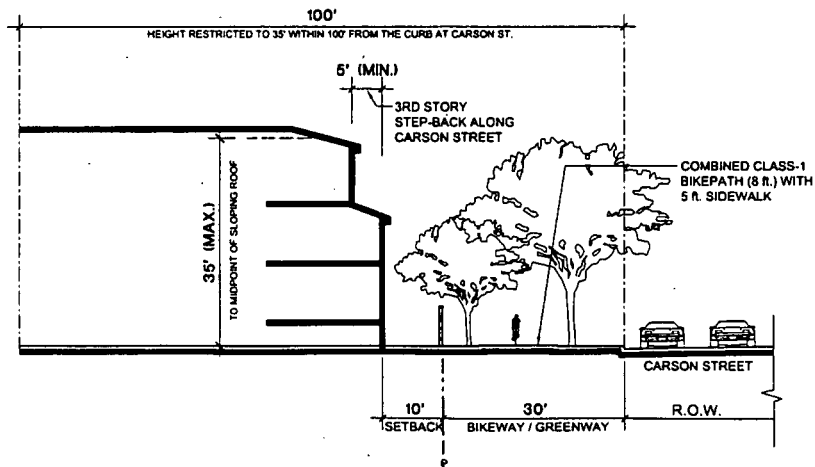 100'
HEIGHT RESTRICTED TO 35' WITHIN 100' FROM THE CURB AT CARSON ST.
5' (MIN.)
3RD STORY
STEP-BACK ALONG
CARSON STREET
COMBINED CLASS-1
BIKEPATH (8 ft.) WITH
5 ft. SIDEWALK
35' (MAX.)
TO MIDPOINT OF SLOPING ROOF
CARSON STREET
10'
SETBACK
30'
BIKEWAY / GREENWAY
R.O.W.